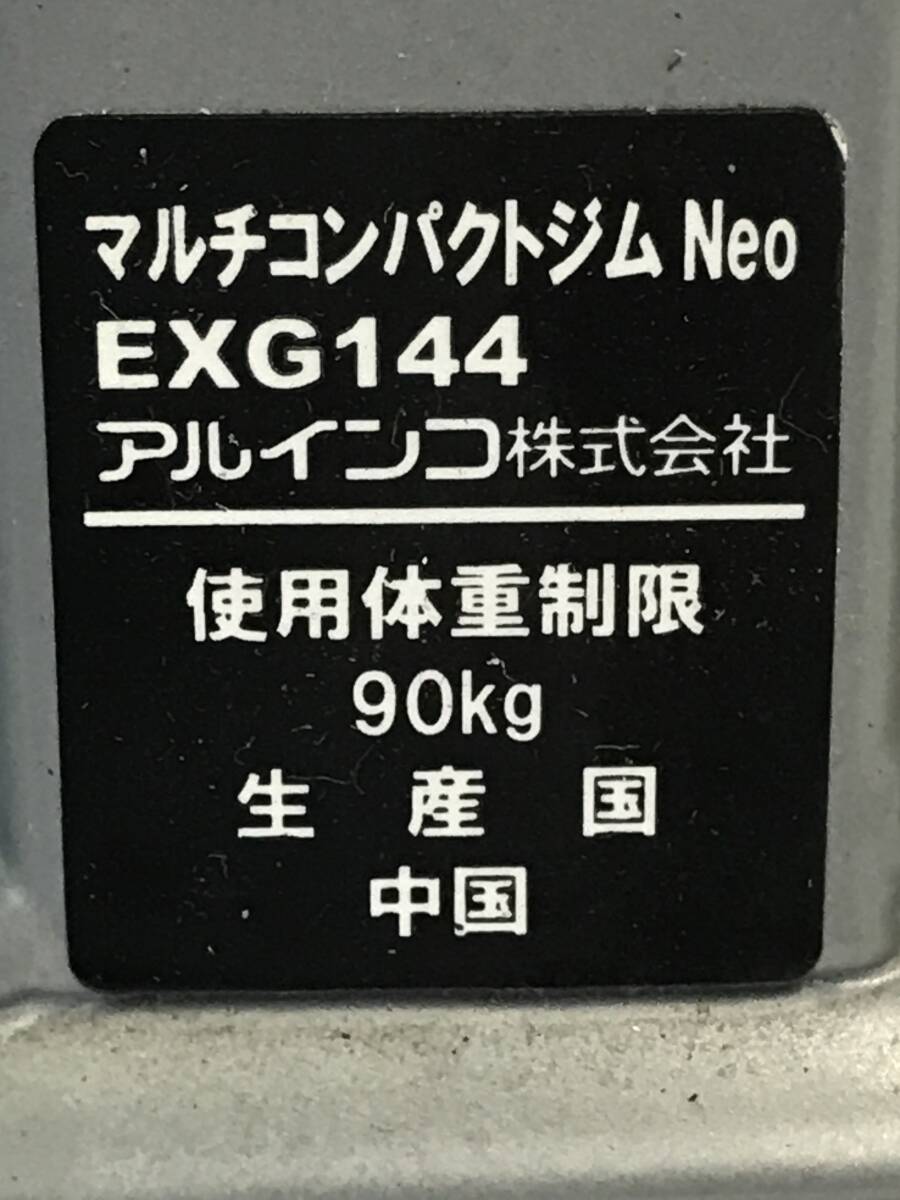 マルチコンパクトジム Neo
EXG144
アルインコ株式会社
使用体重制限
90kg
生産国
中国